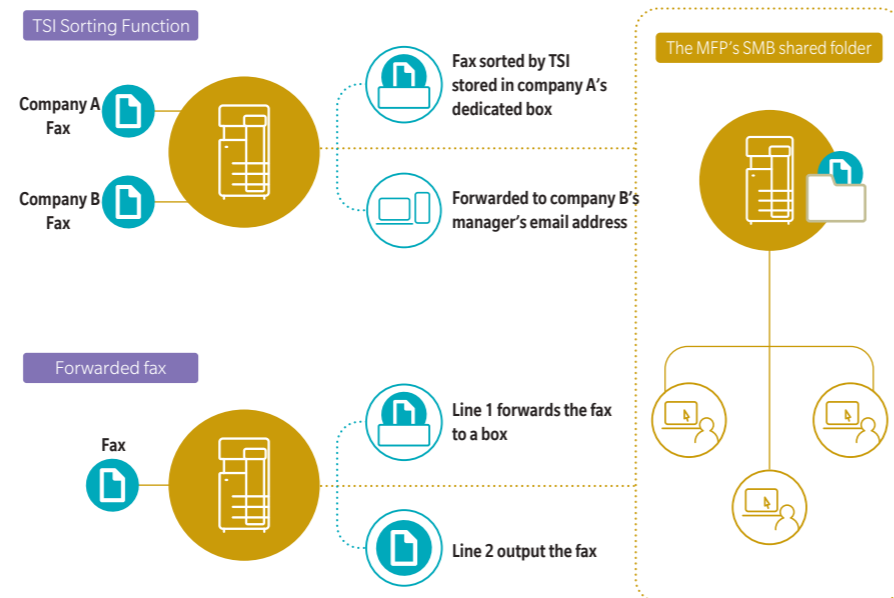 TSI Sorting Function
Company A
Fax
Company B
Fax
Fax sorted by TSI
stored in company A's
dedicated box
Forwarded to company B's
manager's email address
The MFP's SMB shared folder
Forwarded fax
Fax
Line 1 forwards the fax
to a box
Line 2 output the fax